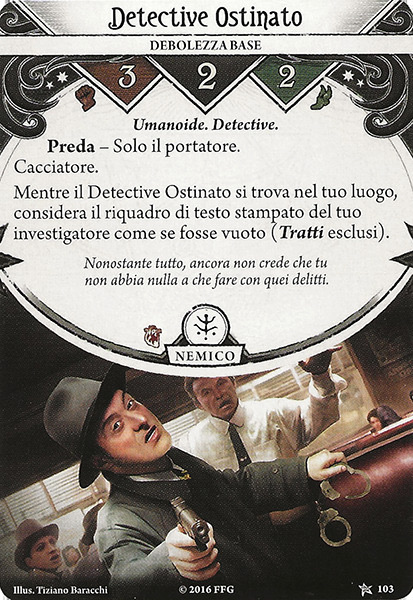 Detective Ostinato
DEBOLEZZA BASE
3 2 2
Umanoide. Detective.
Preda – Solo il portatore.
Cacciatore.
Mentre il Detective Ostinato si trova nel tuo luogo,
considera il riquadro di testo stampato del tuo
investigatore come se fosse vuoto (Tratti esclusi).
Nonostante tutto, ancora non crede che tu
non abbia nulla a che fare con quei delitti.
NEMICO
Illus. Tiziano Baracchi © 2016 FFG 103